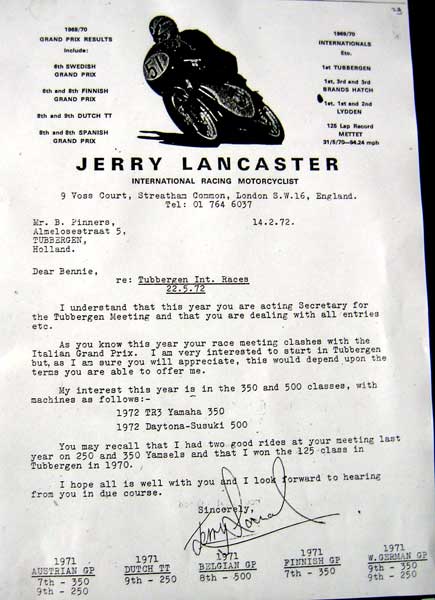 1969/70
GRAND PRIX RESULTS
Include:
6th SWEDISH
GRAND PRIX
6th and 8th FINNISH
GRAND PRIX
8th and 9th DUTCH TT
8th and 8th SPANISH
GRAND PRIX
1969/70
INTERNATIONALS
Etc.
1st TUBBERGEN
1st, 3rd and 3rd
BRANDS HATCH
1st, 1st and 2nd
LYDDEN
125 Lap Record
METTET
31/5/70—94.24 mph
JERRY LANCASTER
INTERNATIONAL RACING MOTORCYCLIST
9 Voss Court, Streatham Common, London S.W.16, England.
Tel: 01 764 6037
Mr. B. Pinners, 14.2.72.
Almelosestraat 5,
TUBBERGEN,
Holland.
Dear Bennie,
re: Tubbergen Int. Races
22.5.72
I understand that this year you are acting Secretary for
the Tubbergen Meeting and that you are dealing with all entries
etc.
As you know this year your race meeting clashes with the
Italian Grand Prix. I am very interested to start in Tubbergen
but, as I am sure you will appreciate, this would depend upon the
terms you are able to offer me.
My interest this year is in the 350 and 500 classes, with
machines as follows:-
1972 TR3 Yamaha 350
1972 Daytona-Susuki 500
You may recall that I had two good rides at your meeting last
year on 250 and 350 Yamsels and that I won the 125 class in
Tubbergen in 1970.
I hope all is well with you and I look forward to hearing
from you in due course.
Sincerely,
1971
AUSTRIAN GP
7th - 350
9th - 250
1971
DUTCH TT
9th - 250
1971
BELGIAN GP
8th - 500
1971
FINNISH GP
7th - 350
1971
W.GERMAN GP
9th - 350
9th - 250